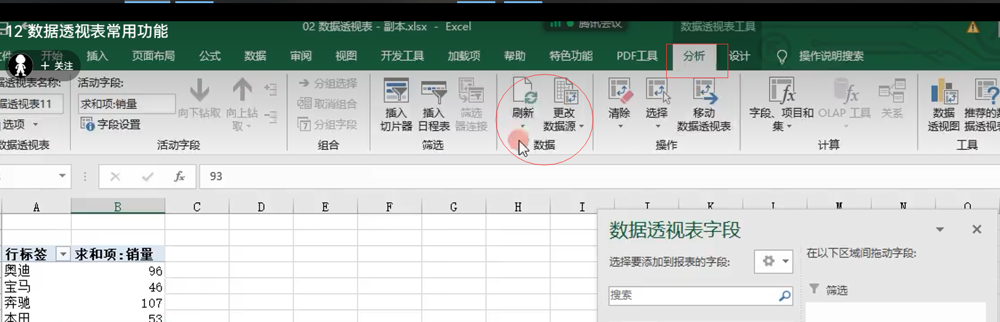 12 数据透视表常用功能
02 数据透视表 - 副本.xlsx - Excel
腾讯会议
数据透视表工具
件 开始 插入 页面布局 公式 数据 审阅 视图 开发工具 加载项 帮助 特色功能 PDF工具 分析 设计 操作说明搜索
+ 关注
据透视表名称:
据透视表11
选项
数据透视表
活动字段:
求和项:销量
字段设置
向下钻取 向上钻取
活动字段
分组选择
取消组合
分组字段
组合
插入切片器 插入日程表 筛选器连接
筛选
刷新 更改数据源
数据
清除 选择 移动数据透视表
操作
字段、项目和集 OLAP 工具 关系
计算
数据透视图 推荐的数据透视表
工具
fx 93
A B C D E F G H I J K L M N O
行标签 求和项:销量
奥迪 96
宝马 46
奔驰 107
本田 53
数据透视表字段
选择要添加到报表的字段:
搜索
在以下区域间拖动字段:
筛选